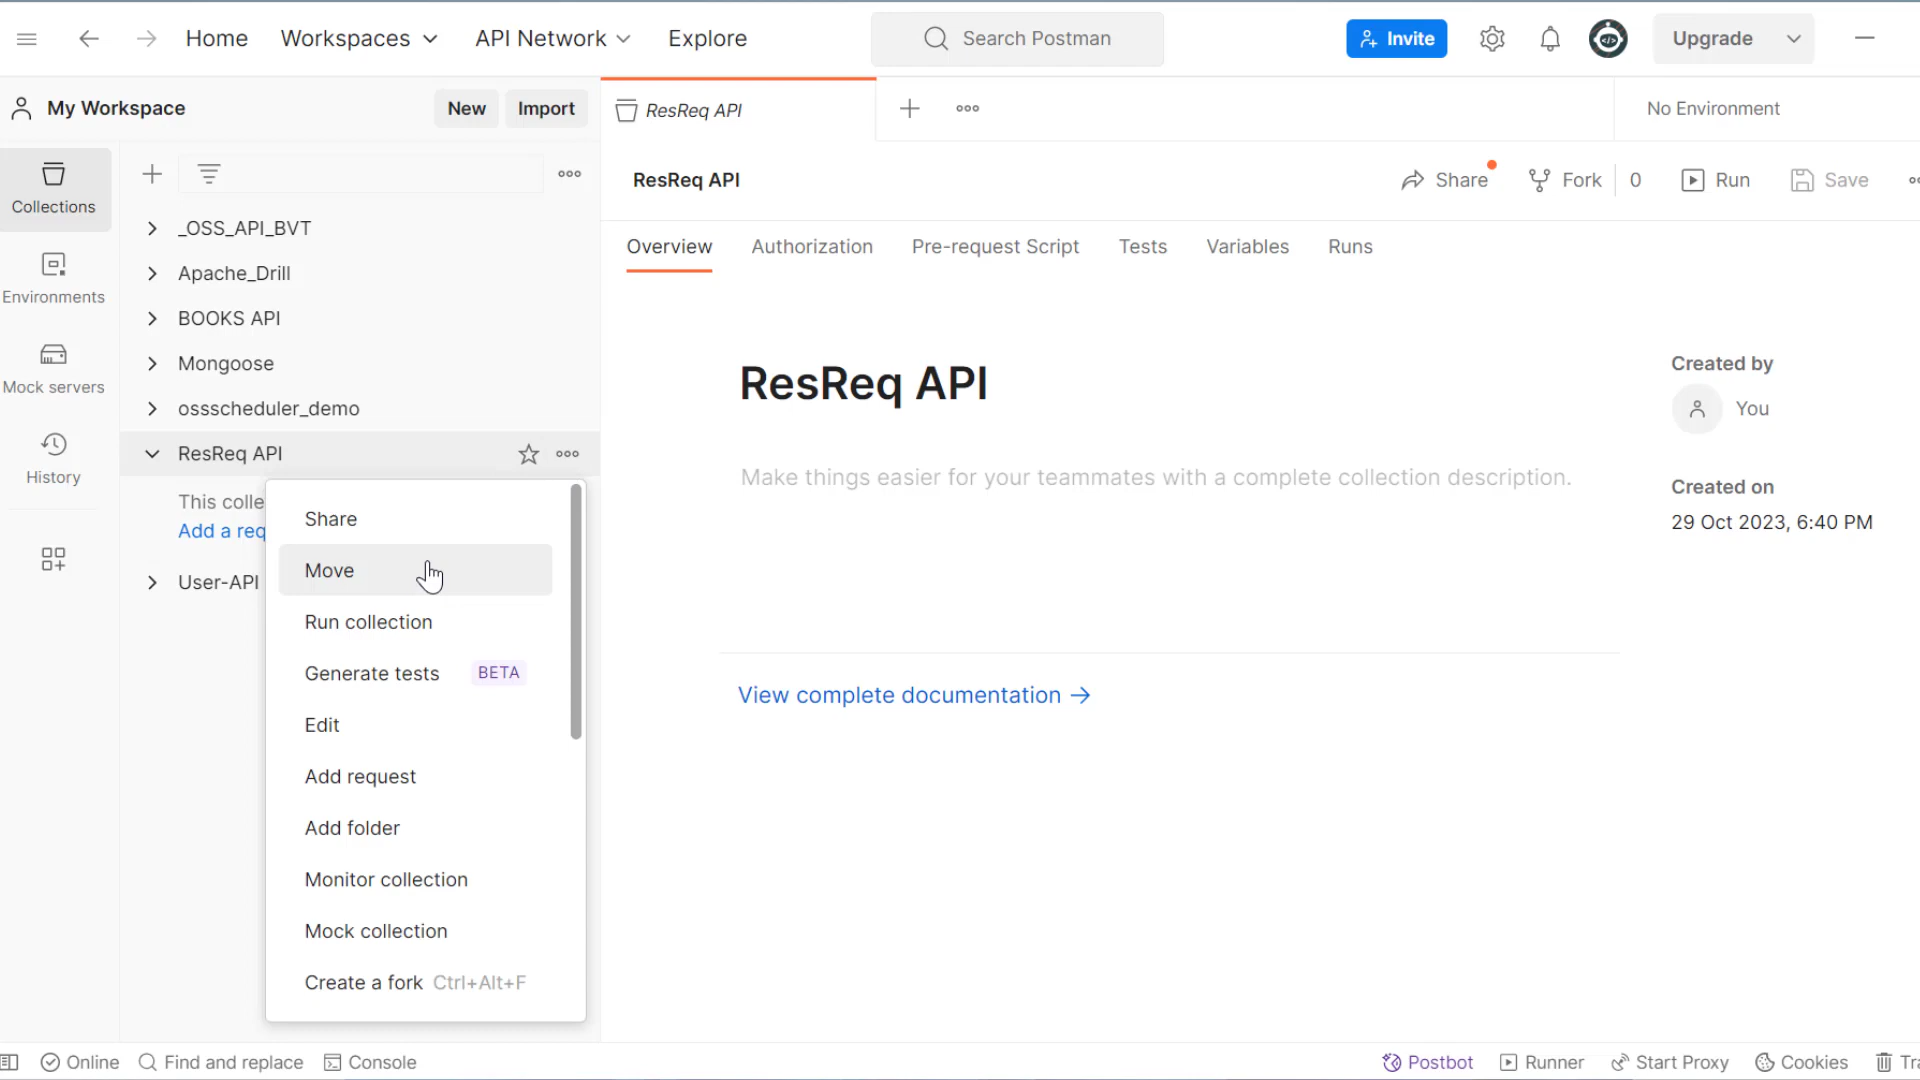 Home Workspaces API Network Explore Search Postman Invite Upgrade
My Workspace New Import ResReq API No Environment
Collections
Environments
Mock servers
History
_OSS_API_BVT
Apache_Drill
BOOKS API
Mongoose
ossscheduler_demo
ResReq API
This colle
Add a req
User-API
Share
Move
Run collection
Generate tests BETA
Edit
Add request
Add folder
Monitor collection
Mock collection
Create a fork Ctrl+Alt+F
ResReq API Share Fork 0 Run Save
Overview Authorization Pre-request Script Tests Variables Runs
ResReq API
Make things easier for your teammates with a complete collection description.
View complete documentation →
Created by
You
Created on
29 Oct 2023, 6:40 PM
Online Find and replace Console Postbot Runner Start Proxy Cookies Tra